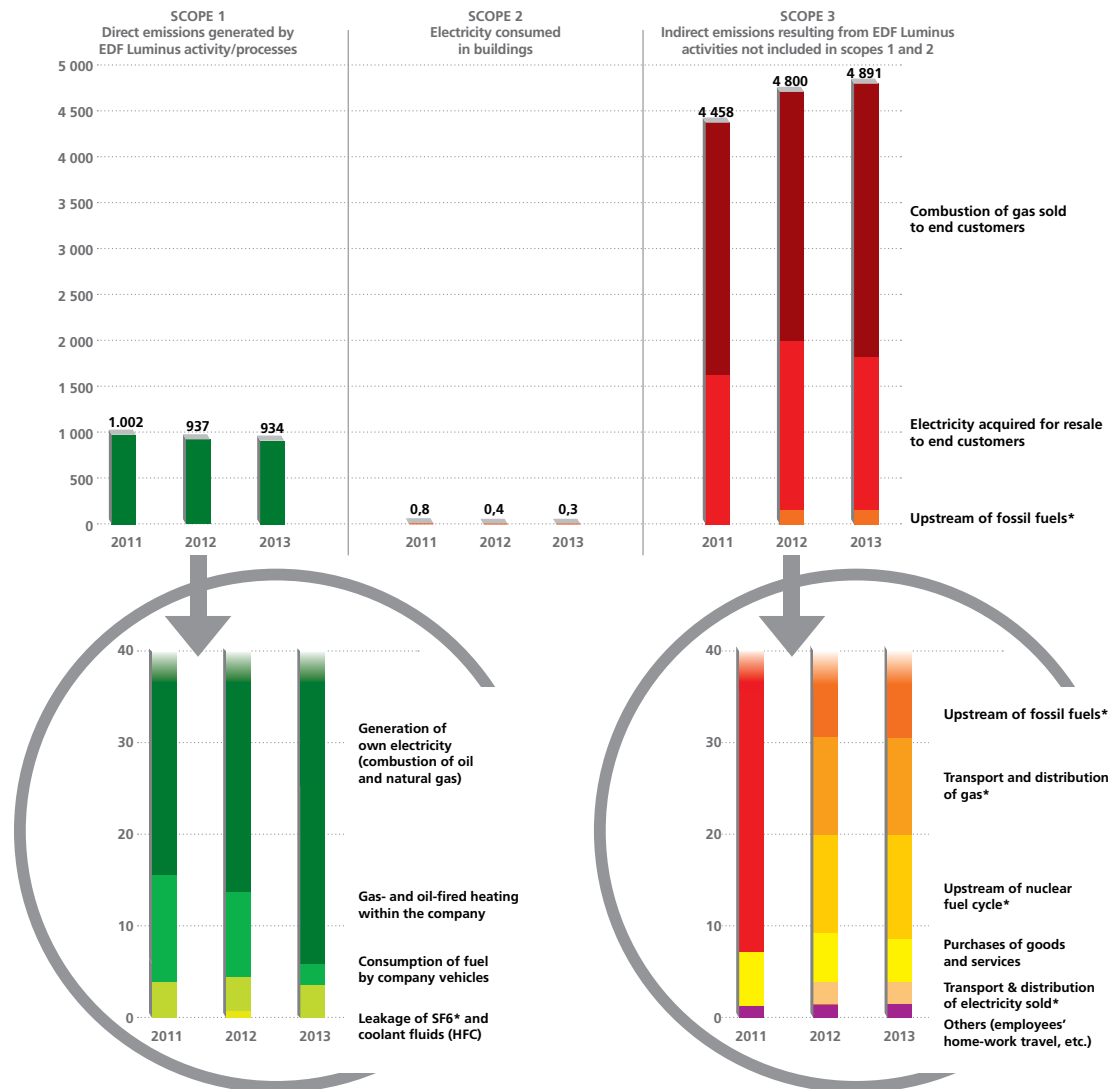 SCOPE 1
Direct emissions generated by
EDF Luminus activity/processes
SCOPE 2
Electricity consumed
in buildings
SCOPE 3
Indirect emissions resulting from EDF Luminus
activities not included in scopes 1 and 2
5 000
4 500
4 000
3 500
3 000
2 500
2 000
1 500
1 000
500
0
1.002
937
934
0,8
0,4
0,3
4 458
4 800
4 891
Combustion of gas sold
to end customers
Electricity acquired for resale
to end customers
Upstream of fossil fuels*
2011
2012
2013
2011
2012
2013
2011
2012
2013
40
30
20
10
0
2011
2012
2013
Generation of
own electricity
(combustion of oil
and natural gas)
Gas- and oil-fired heating
within the company
Consumption of fuel
by company vehicles
Leakage of SF6* and
coolant fluids (HFC)
40
30
20
10
0
2011
2012
2013
Upstream of fossil fuels*
Transport and distribution
of gas*
Upstream of nuclear
fuel cycle*
Purchases of goods
and services
Transport & distribution
of electricity sold*
Others (employees'
home-work travel, etc.)